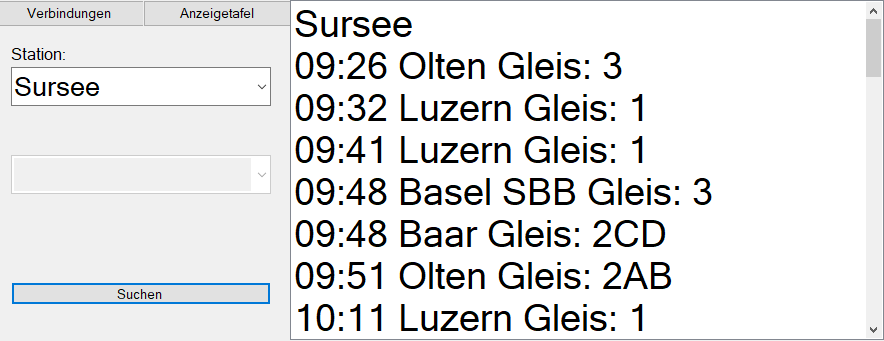 Verbindungen
Anzeigetafel
Station:
Sursee
Suchen
Sursee
09:26 Olten Gleis: 3
09:32 Luzern Gleis: 1
09:41 Luzern Gleis: 1
09:48 Basel SBB Gleis: 3
09:48 Baar Gleis: 2CD
09:51 Olten Gleis: 2AB
10:11 Luzern Gleis: 1